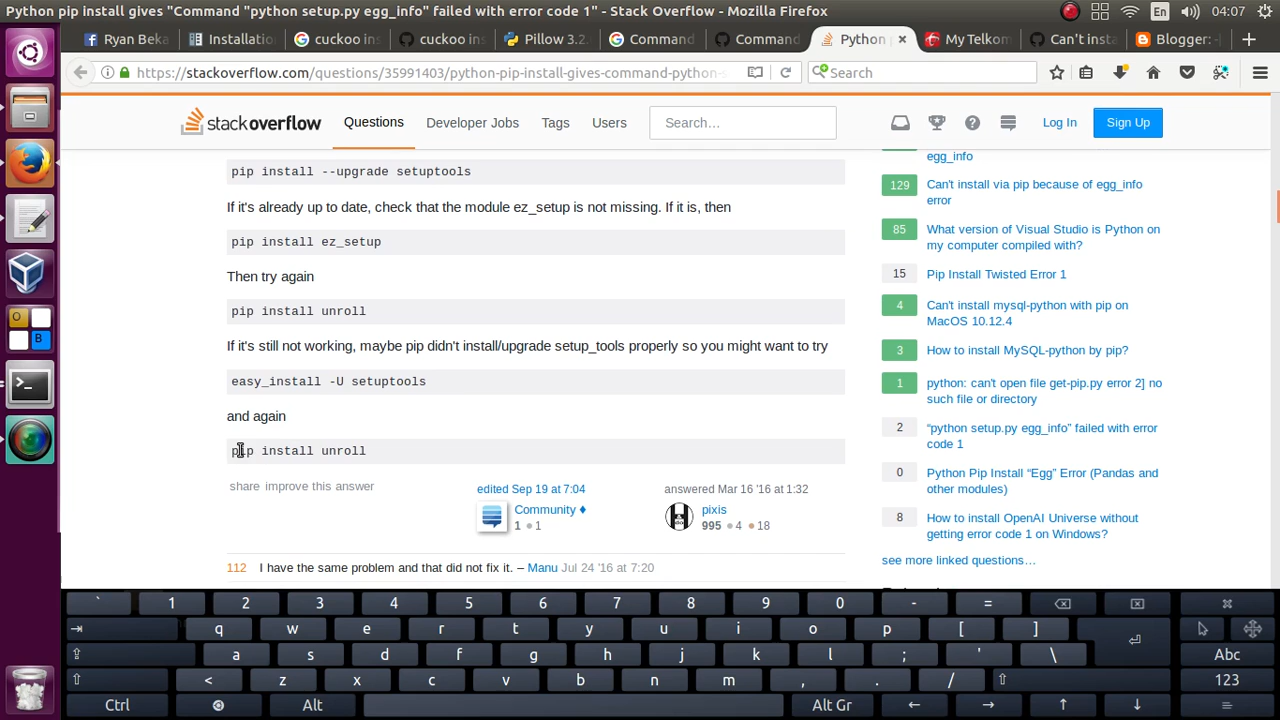 Python pip install gives "Command "python setup.py egg_info" failed with error code 1" - Stack Overflow - Mozilla Firefox
En 04:07
Ryan Beka
Installatio
cuckoo ins
cuckoo ins
Pillow 3.2.
Command
Command
Python
My Telkom
Can't insta
Blogger: -
https://stackoverflow.com/questions/35991403/python-pip-install-gives-command-python-s
Search
stackoverflow
Questions
Developer Jobs
Tags
Users
Search...
Log In
Sign Up
pip install --upgrade setuptools
If it's already up to date, check that the module ez_setup is not missing. If it is, then
pip install ez_setup
Then try again
pip install unroll
If it's still not working, maybe pip didn't install/upgrade setup_tools properly so you might want to try
easy_install -U setuptools
and again
pip install unroll
share improve this answer
edited Sep 19 at 7:04
Community ♦
1 1
answered Mar 16 '16 at 1:32
pixis
995 4 18
112 I have the same problem and that did not fix it. – Manu Jul 24 '16 at 7:20
egg_info
129 Can't install via pip because of egg_info
error
85 What version of Visual Studio is Python on
my computer compiled with?
15 Pip Install Twisted Error 1
4 Can't install mysql-python with pip on
MacOS 10.12.4
3 How to install MySQL-python by pip?
1 python: can't open file get-pip.py error 2] no
such file or directory
2 “python setup.py egg_info” failed with error
code 1
0 Python Pip Install “Egg” Error (Pandas and
other modules)
8 How to install OpenAI Universe without
getting error code 1 on Windows?
see more linked questions…
O
B
` 1 2 3 4 5 6 7 8 9 0 - =
q w e r t y u i o p [ ]
a s d f g h j k l ; ' \ Abc
< z x c v b n m , . / 123
Ctrl Alt Alt Gr